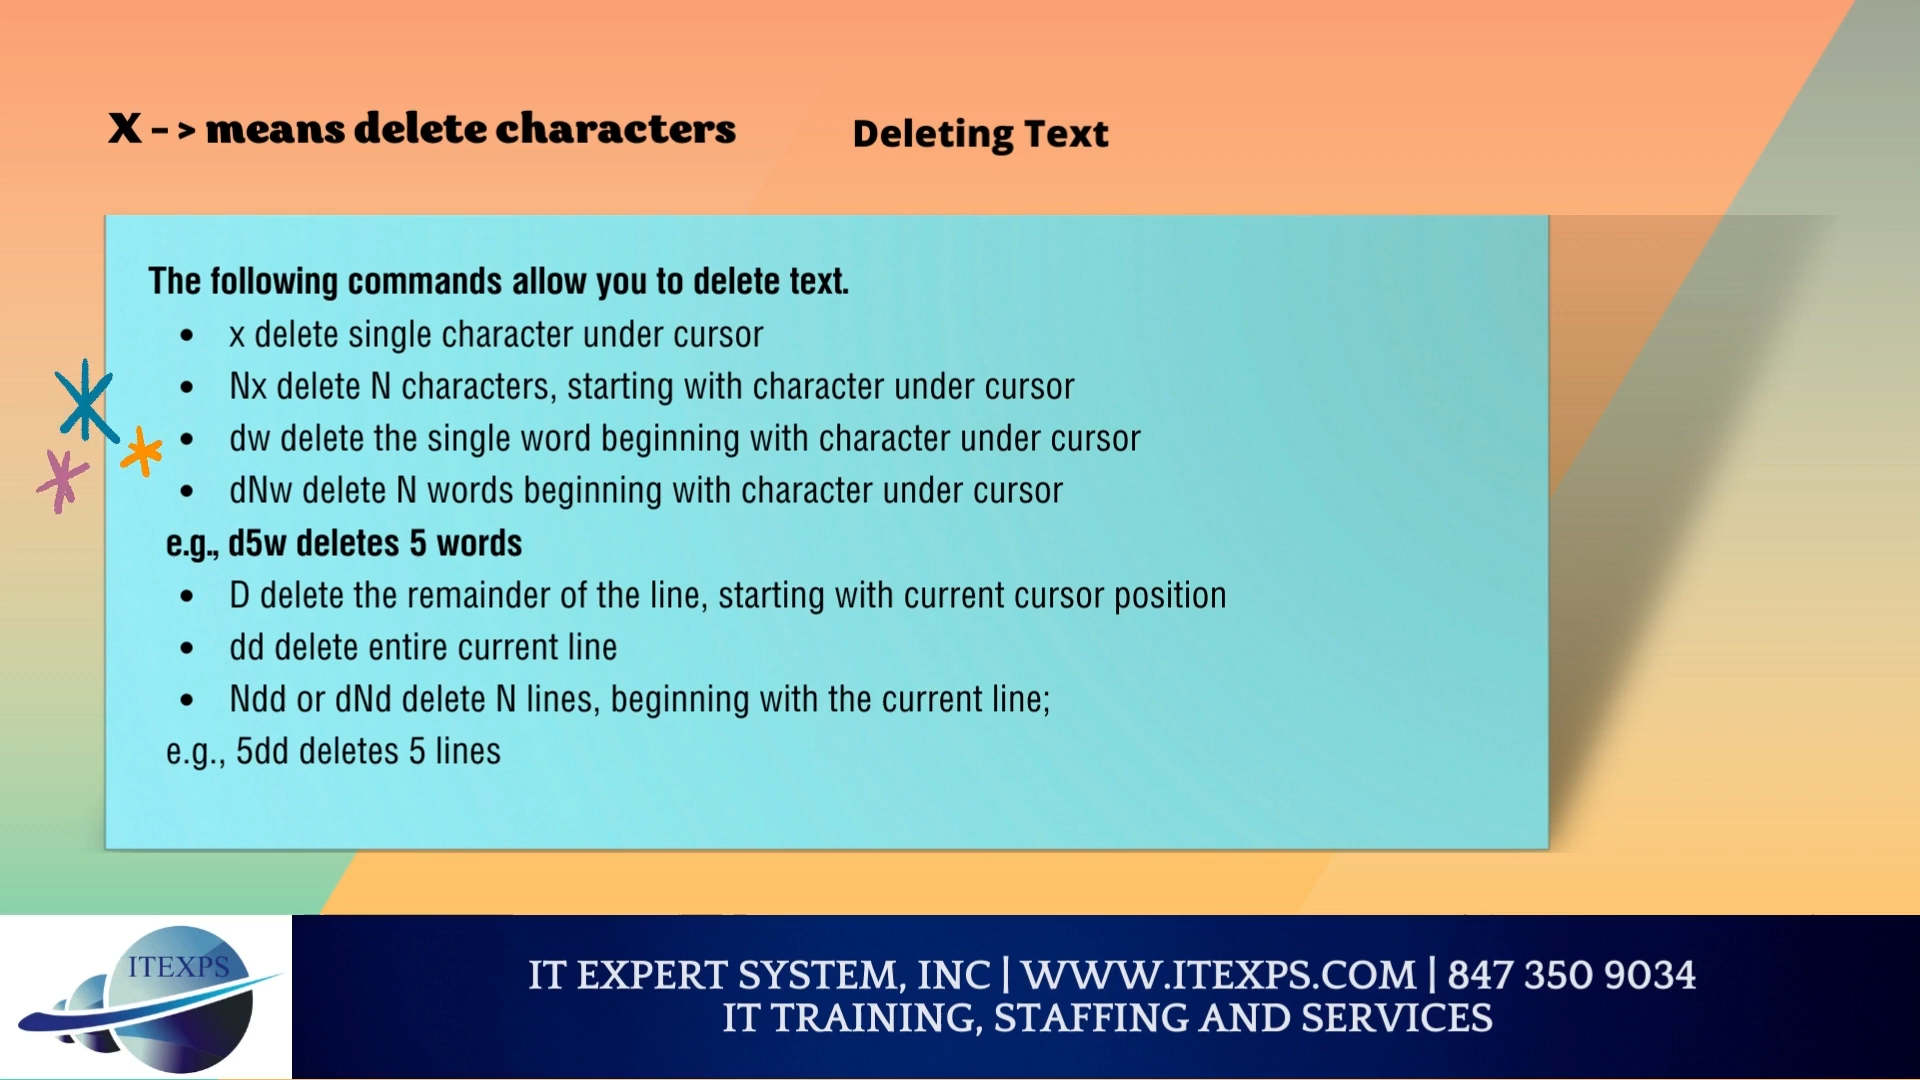 X - > means delete characters
Deleting Text
The following commands allow you to delete text.
• x delete single character under cursor
• Nx delete N characters, starting with character under cursor
• dw delete the single word beginning with character under cursor
• dNw delete N words beginning with character under cursor
e.g., d5w deletes 5 words
• D delete the remainder of the line, starting with current cursor position
• dd delete entire current line
• Ndd or dNd delete N lines, beginning with the current line;
e.g., 5dd deletes 5 lines
ITEXPS
IT EXPERT SYSTEM, INC | WWW.ITEXPS.COM | 847 350 9034
IT TRAINING, STAFFING AND SERVICES